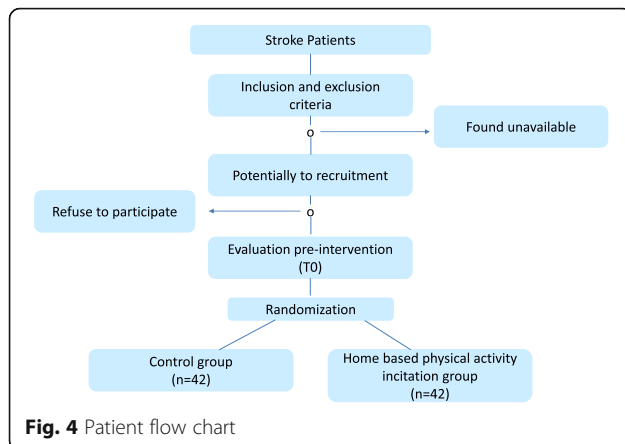 Stroke Patients
Inclusion and exclusion
criteria
o
Found unavailable
Potentially to recruitment
Refuse to participate
o
Evaluation pre-intervention
(T0)
Randomization
Control group
(n=42)
Home based physical activity
incitation group
(n=42)
Fig. 4 Patient flow chart